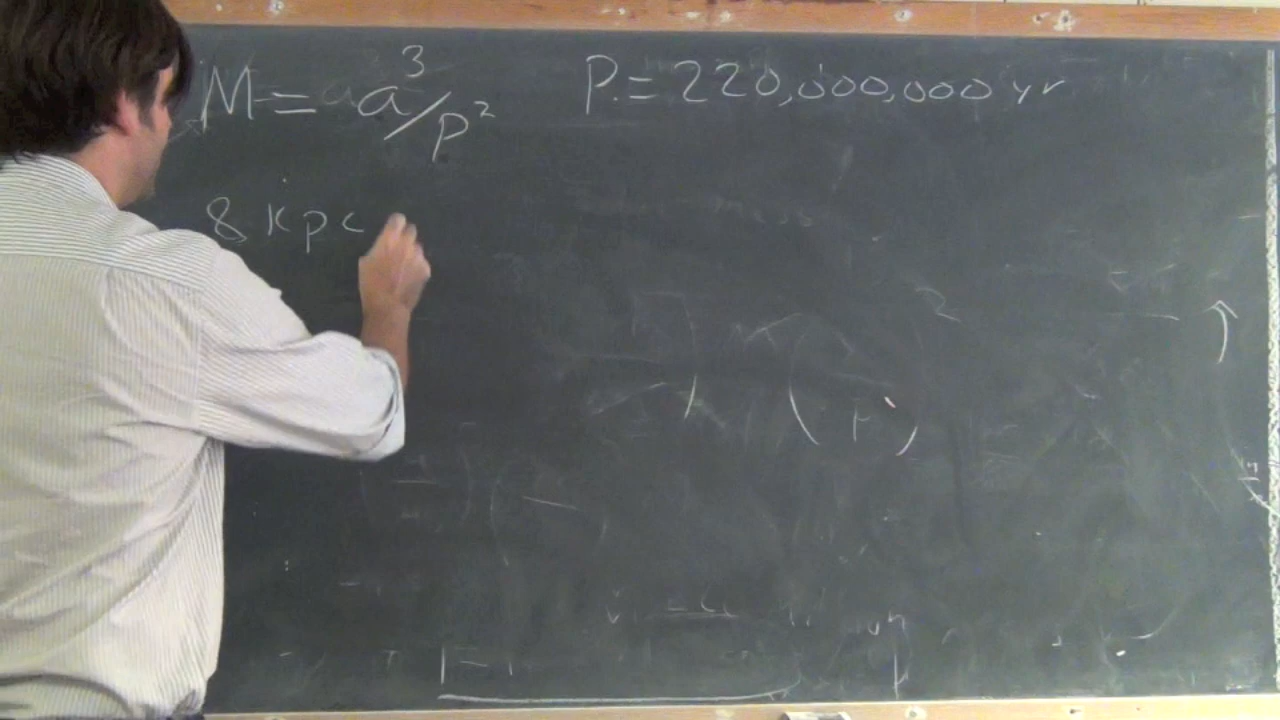 M = a³/p² P = 220,000,000 yr
8 kpc